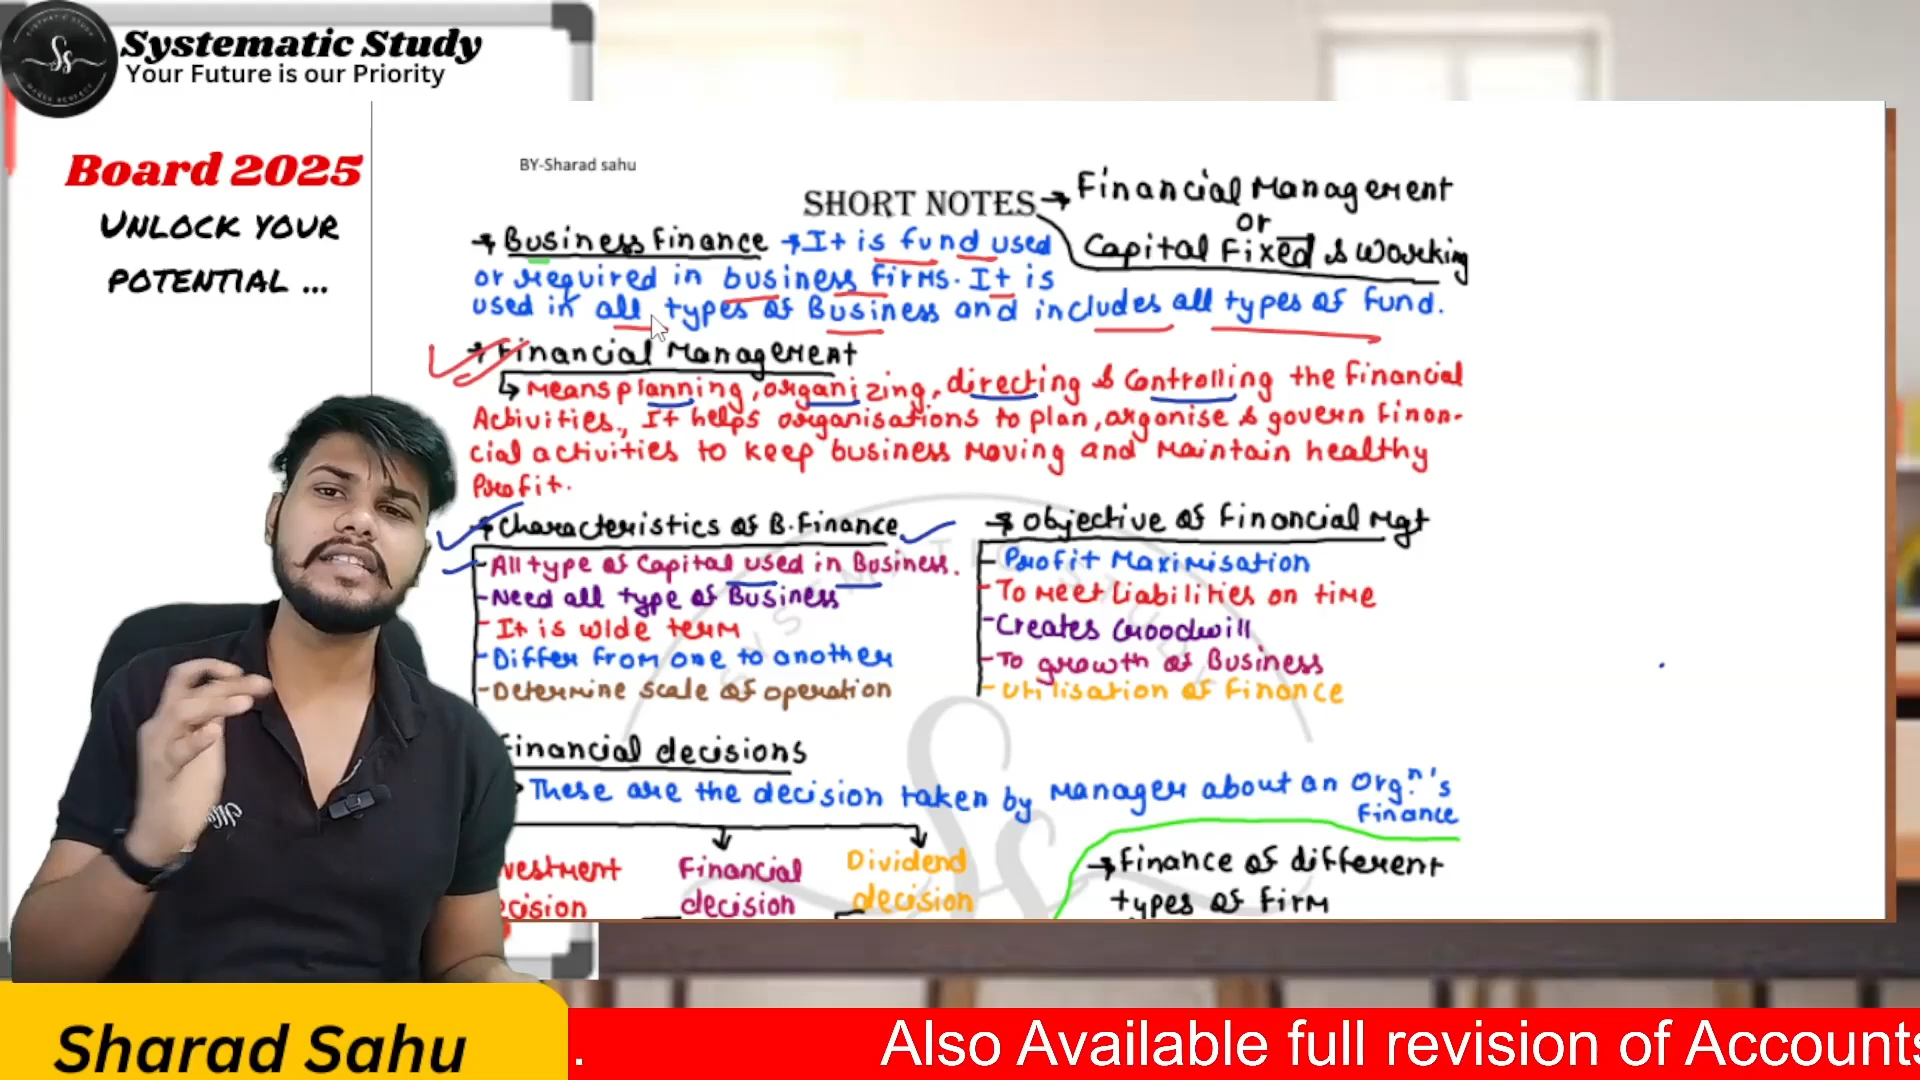 Systematic Study
Your Future is our Priority
Board 2025
UNLOCK YOUR
POTENTIAL ...
BY-Sharad sahu
SHORT NOTES → Financial Management
or
Capital Fixed & Working
→ Business Finance → It is fund used
or required in business firms. It is
used in all types of Business and includes all types of fund.
→ Financial Management
↳ Means planning, organizing, directing & Controlling the Financial
Activities., It helps organisations to plan, organise & govern Finan-
cial activities to keep business moving and maintain healthy
Profit.
→ Characteristics of B. Finance
- All type of Capital used in Business.
- Need all type of Business
- It is wide term
- Differ from one to another
- Determine scale of operation
→ Objective of Financial Mgt
- Profit Maximisation
- To meet Liabilities on time
- Creates Goodwill
- To growth of Business
- Utilisation of Finance
Financial decisions
These are the decision taken by manager about an Orgn.'s
Finance
vestment
cision
Financial
decision
Dividend
decision
→ Finance of different
types of Firm
Sharad Sahu
. Also Available full revision of Accounts